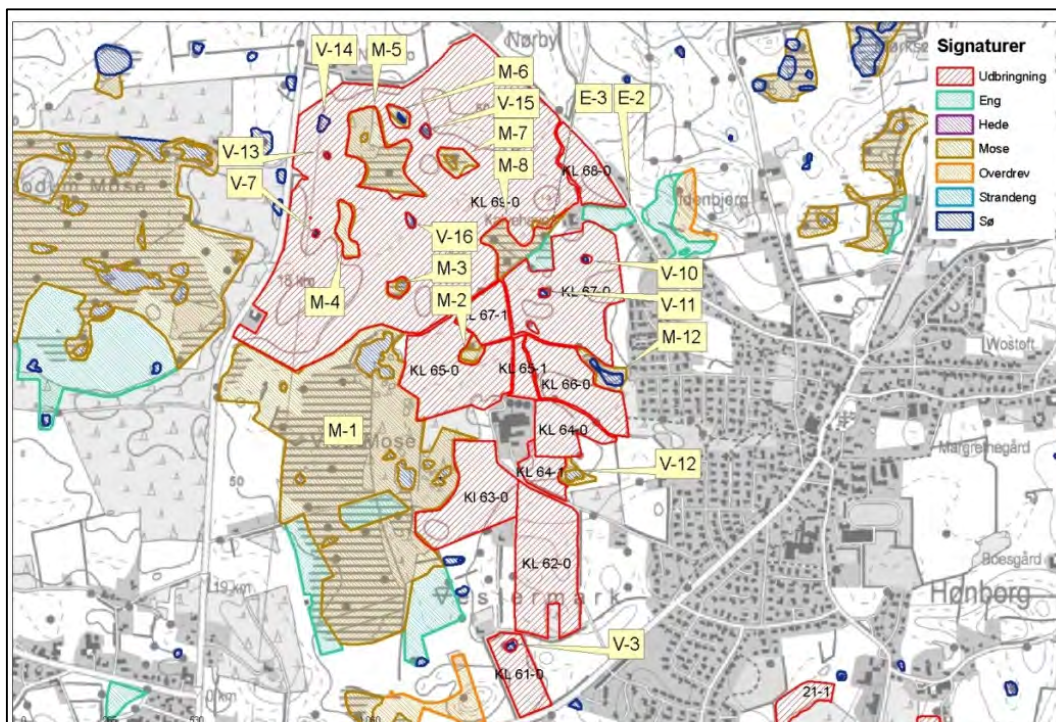 Nørby
V-14
M-5
Signaturer
M-6
E-3
E-2
Udbringning
Eng
Hede
Mose
Overdrev
Strandeng
Sø
V-15
M-7
V-13
M-8
KL 68-0
V-7
KL 69-0
V-16
V-10
M-3
M-4
M-2
KL 67-0
V-11
KL 67-1
M-12
Wostoft
KL 65-0
KL 65-1
KL 66-0
M-1
Mose
KL 64-0
Margrethegård
KL 64-1
V-12
50
Kl 63-0
Boesgård
KL 62-0
19 km
Vestermark
Hønborg
V-3
KL 61-0
21-1